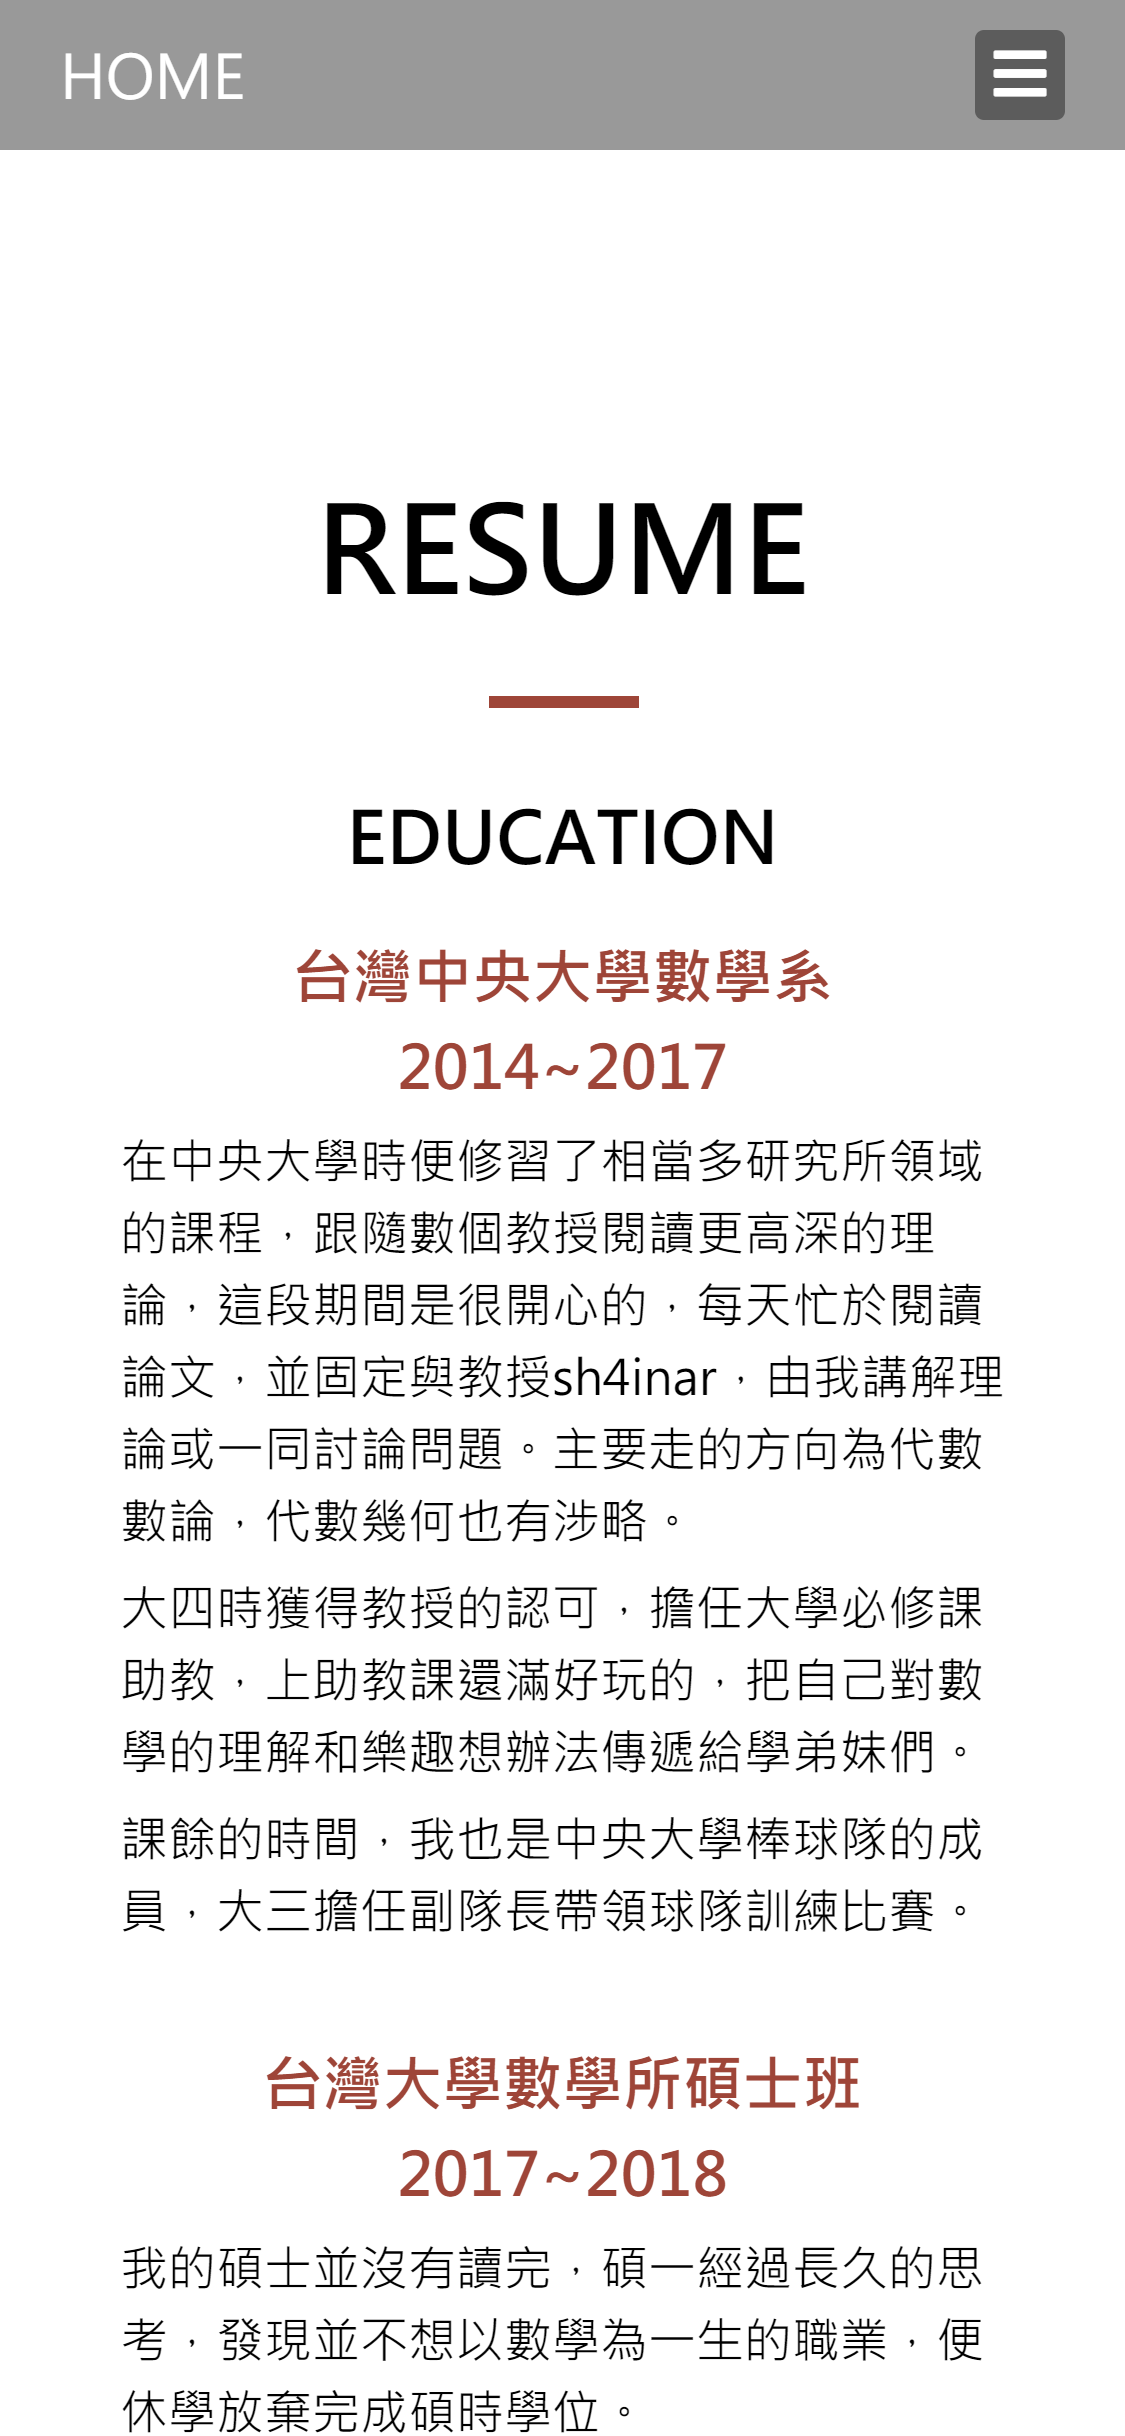 HOME
RESUME
EDUCATION
台灣中央大學數學系
2014~2017
在中央大學時便修習了相當多研究所領域
的課程，跟隨數個教授閱讀更高深的理
論，這段期間是很開心的，每天忙於閱讀
論文，並固定與教授sh4inar，由我講解理
論或一同討論問題。主要走的方向為代數
數論，代數幾何也有涉略。
大四時獲得教授的認可，擔任大學必修課
助教，上助教課還滿好玩的，把自己對數
學的理解和樂趣想辦法傳遞給學弟妹們。
課餘的時間，我也是中央大學棒球隊的成
員，大三擔任副隊長帶領球隊訓練比賽。
台灣大學數學所碩士班
2017~2018
我的碩士並沒有讀完，碩一經過長久的思
考，發現並不想以數學為一生的職業，便
休學放棄完成碩時學位。